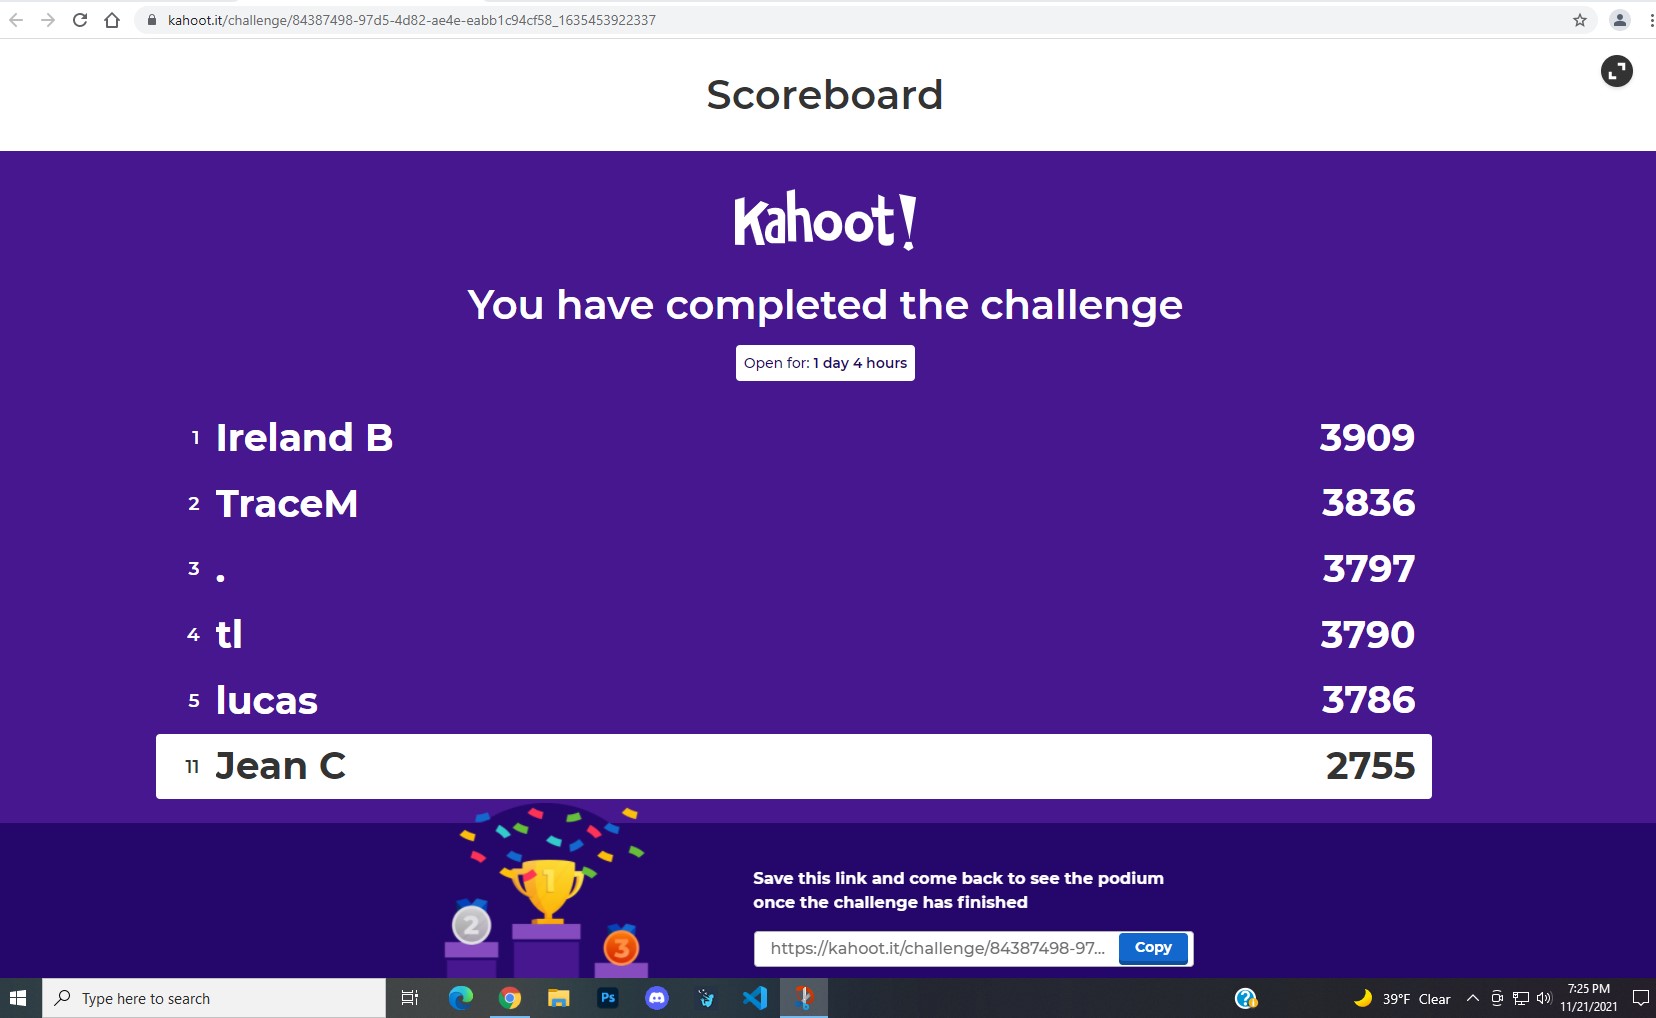 kahoot.it/challenge/84387498-97d5-4d82-ae4e-eabb1c94cf58_1635453922337
Scoreboard
Kahoot!
You have completed the challenge
Open for: 1 day 4 hours
1 Ireland B 3909
2 TraceM 3836
3 . 3797
4 tl 3790
5 lucas 3786
11 Jean C 2755
1
2
3
Save this link and come back to see the podium
once the challenge has finished
https://kahoot.it/challenge/84387498-97... Copy
Type here to search
Ps
39°F Clear
7:25 PM
11/21/2021